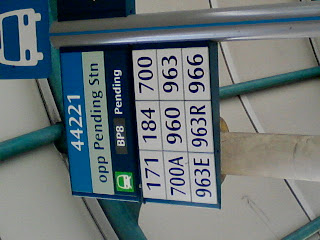 44221
opp Pending Stn
BP8 Pending
171 184 700
700A 960 963
963E 963R 966